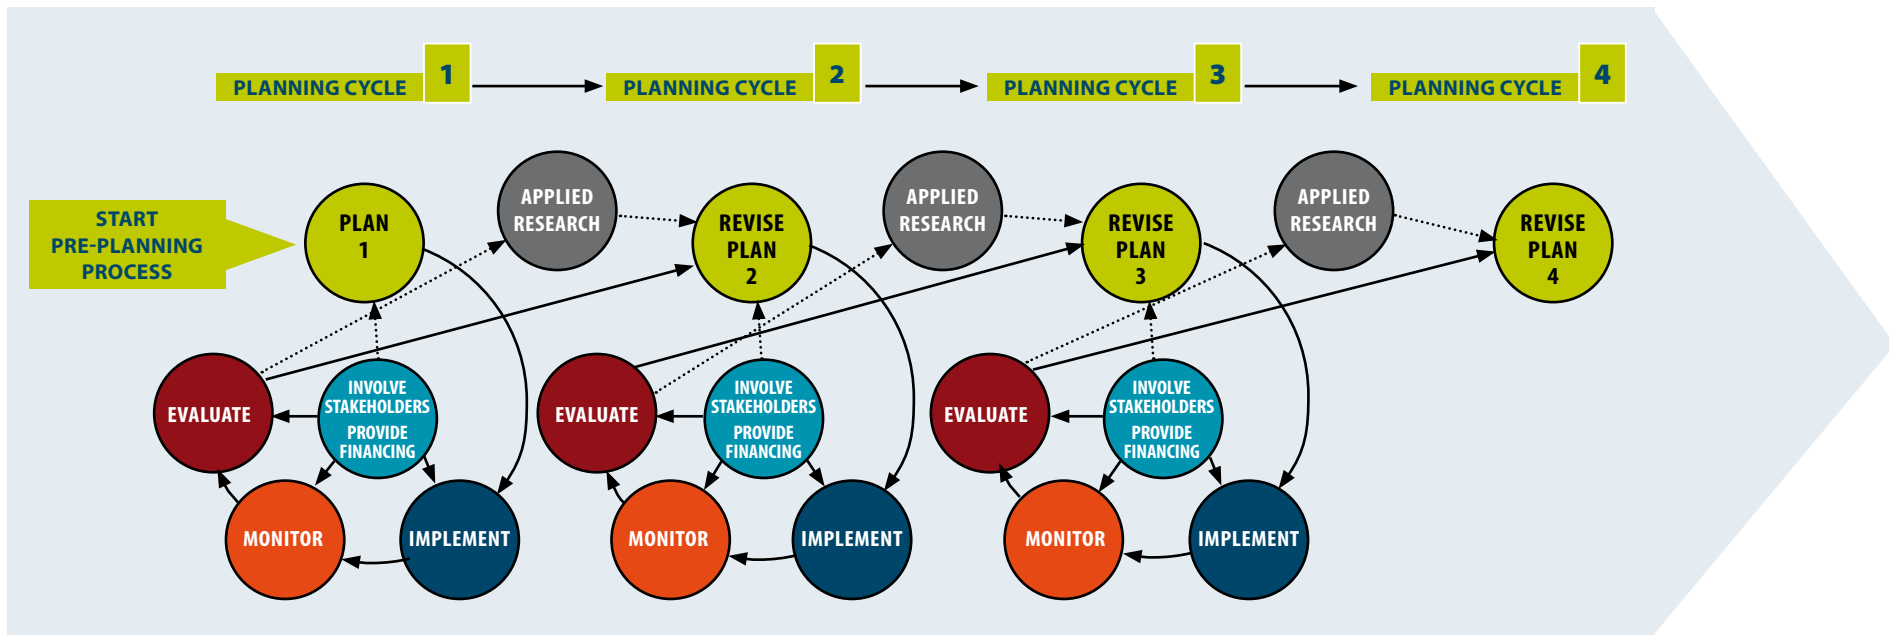 PLANNING CYCLE 1
PLANNING CYCLE 2
PLANNING CYCLE 3
PLANNING CYCLE 4
START
PRE-PLANNING
PROCESS
PLAN
1
APPLIED
RESEARCH
REVISE
PLAN
2
APPLIED
RESEARCH
REVISE
PLAN
3
APPLIED
RESEARCH
REVISE
PLAN
4
EVALUATE
INVOLVE
STAKEHOLDERS
PROVIDE
FINANCING
MONITOR
IMPLEMENT
EVALUATE
INVOLVE
STAKEHOLDERS
PROVIDE
FINANCING
MONITOR
IMPLEMENT
EVALUATE
INVOLVE
STAKEHOLDERS
PROVIDE
FINANCING
MONITOR
IMPLEMENT